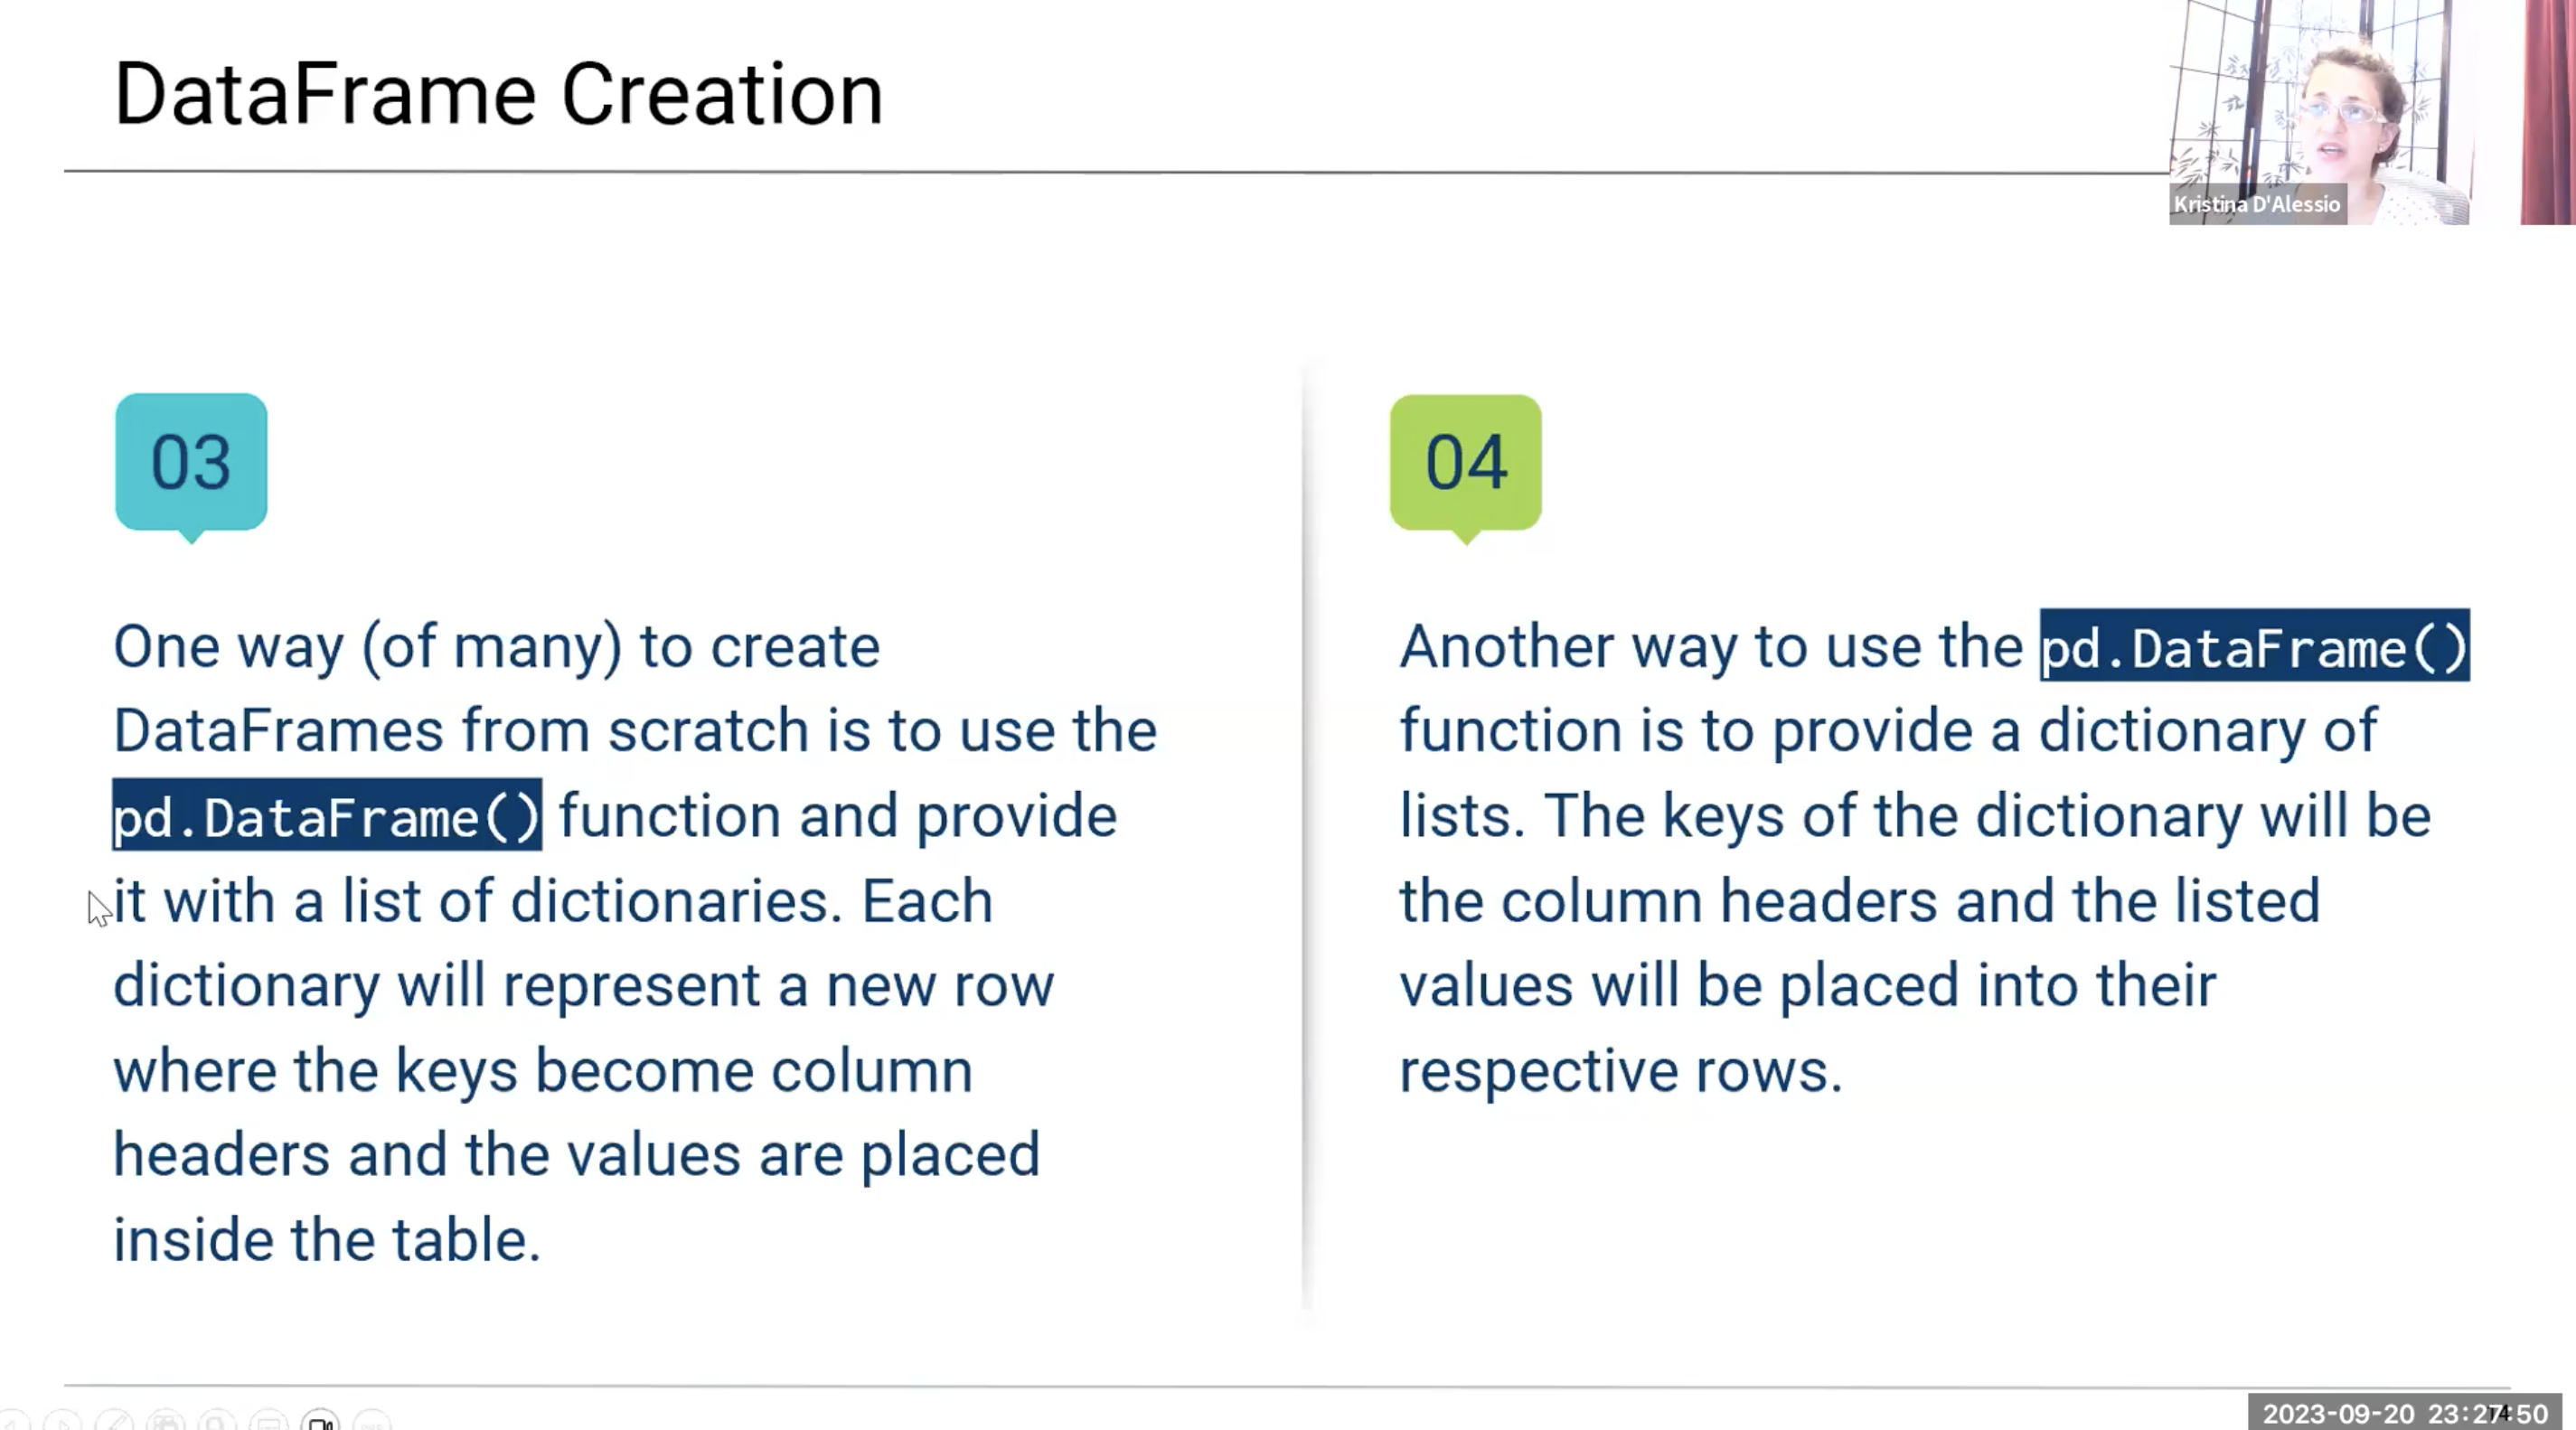 DataFrame Creation
Kristina D'Alessio
03
One way (of many) to create
DataFrames from scratch is to use the
pd.DataFrame() function and provide
it with a list of dictionaries. Each
dictionary will represent a new row
where the keys become column
headers and the values are placed
inside the table.
04
Another way to use the pd.DataFrame()
function is to provide a dictionary of
lists. The keys of the dictionary will be
the column headers and the listed
values will be placed into their
respective rows.
2023-09-20